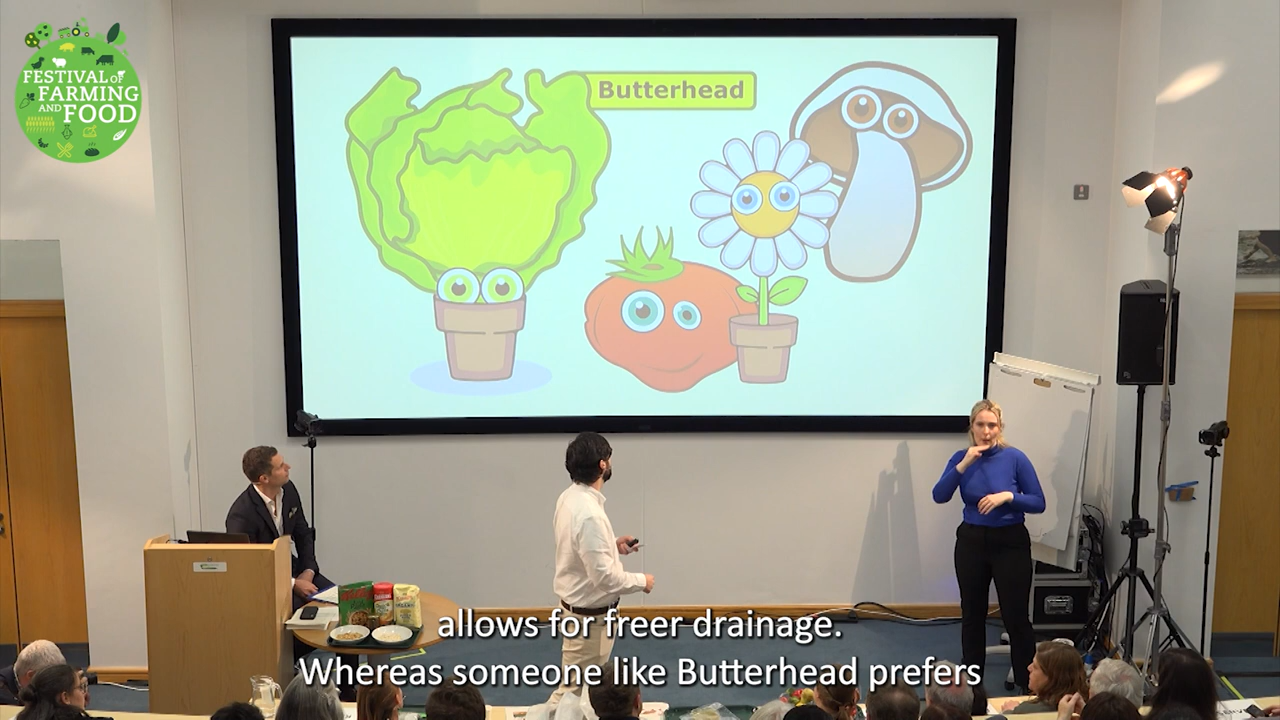 FESTIVAL OF
FARMING
AND FOOD
Butterhead
allows for freer drainage.
Whereas someone like Butterhead prefers